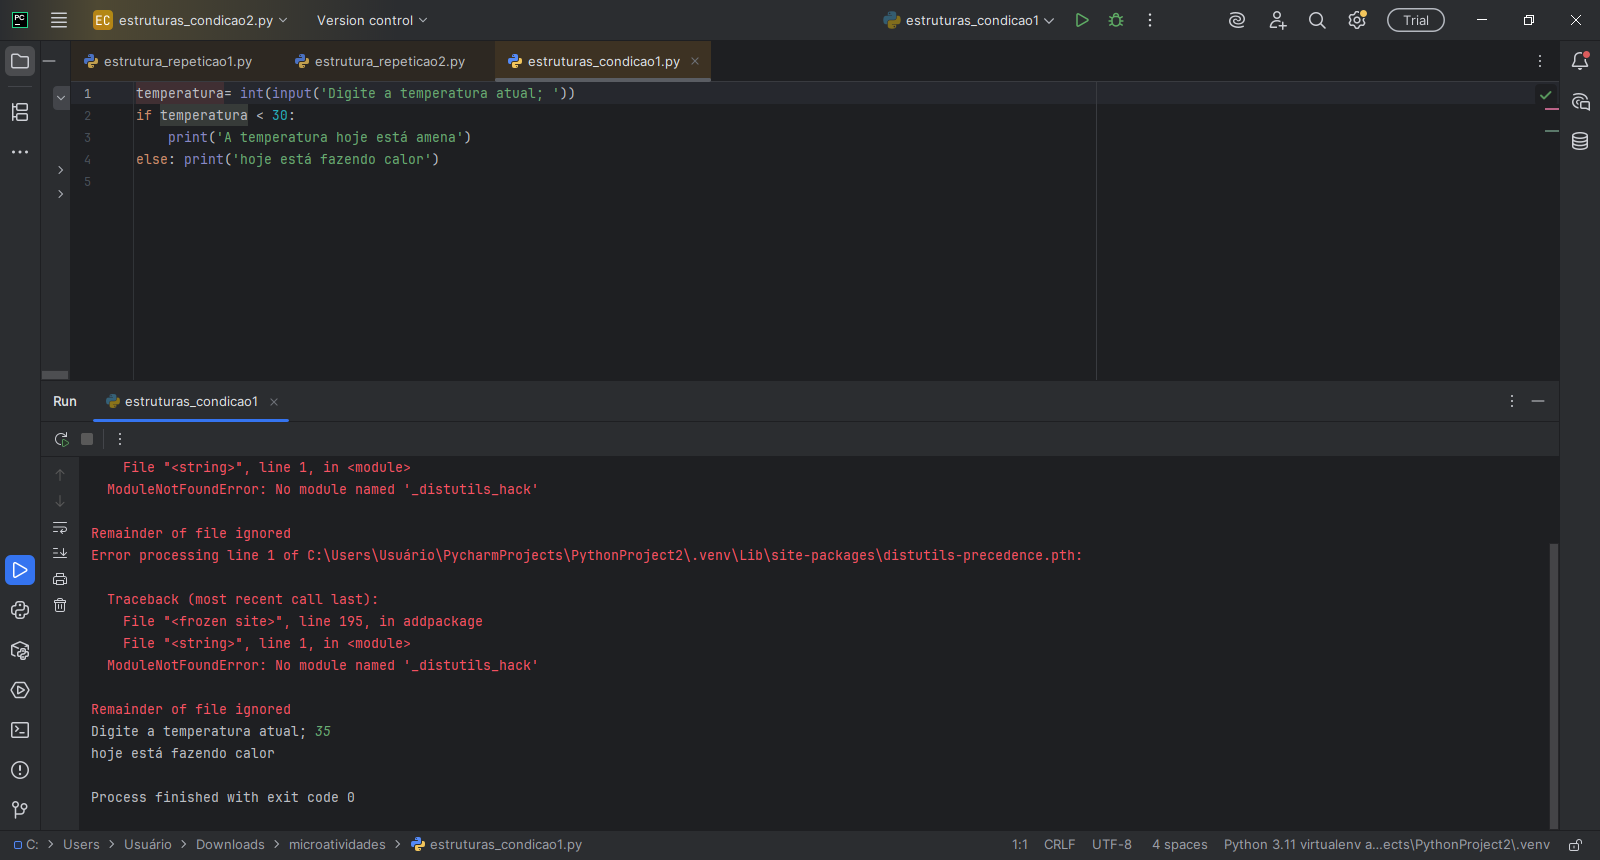 PC
EC estruturas_condicao2.py
Version control
estruturas_condicao1
Trial
estrutura_repeticao1.py
estrutura_repeticao2.py
estruturas_condicao1.py
1 temperatura= int(input('Digite a temperatura atual; '))
2 if temperatura < 30:
3 print('A temperatura hoje está amena')
4 else: print('hoje está fazendo calor')
5
Run
estruturas_condicao1
File "<string>", line 1, in <module>
ModuleNotFoundError: No module named '_distutils_hack'
Remainder of file ignored
Error processing line 1 of C:\Users\Usuário\PycharmProjects\PythonProject2\.venv\Lib\site-packages\distutils-precedence.pth:
Traceback (most recent call last):
File "<frozen site>", line 195, in addpackage
File "<string>", line 1, in <module>
ModuleNotFoundError: No module named '_distutils_hack'
Remainder of file ignored
Digite a temperatura atual; 35
hoje está fazendo calor
Process finished with exit code 0
C: > Users > Usuário > Downloads > microatividades > estruturas_condicao1.py
1:1 CRLF UTF-8 4 spaces Python 3.11 virtualenv a...ects\PythonProject2\.venv